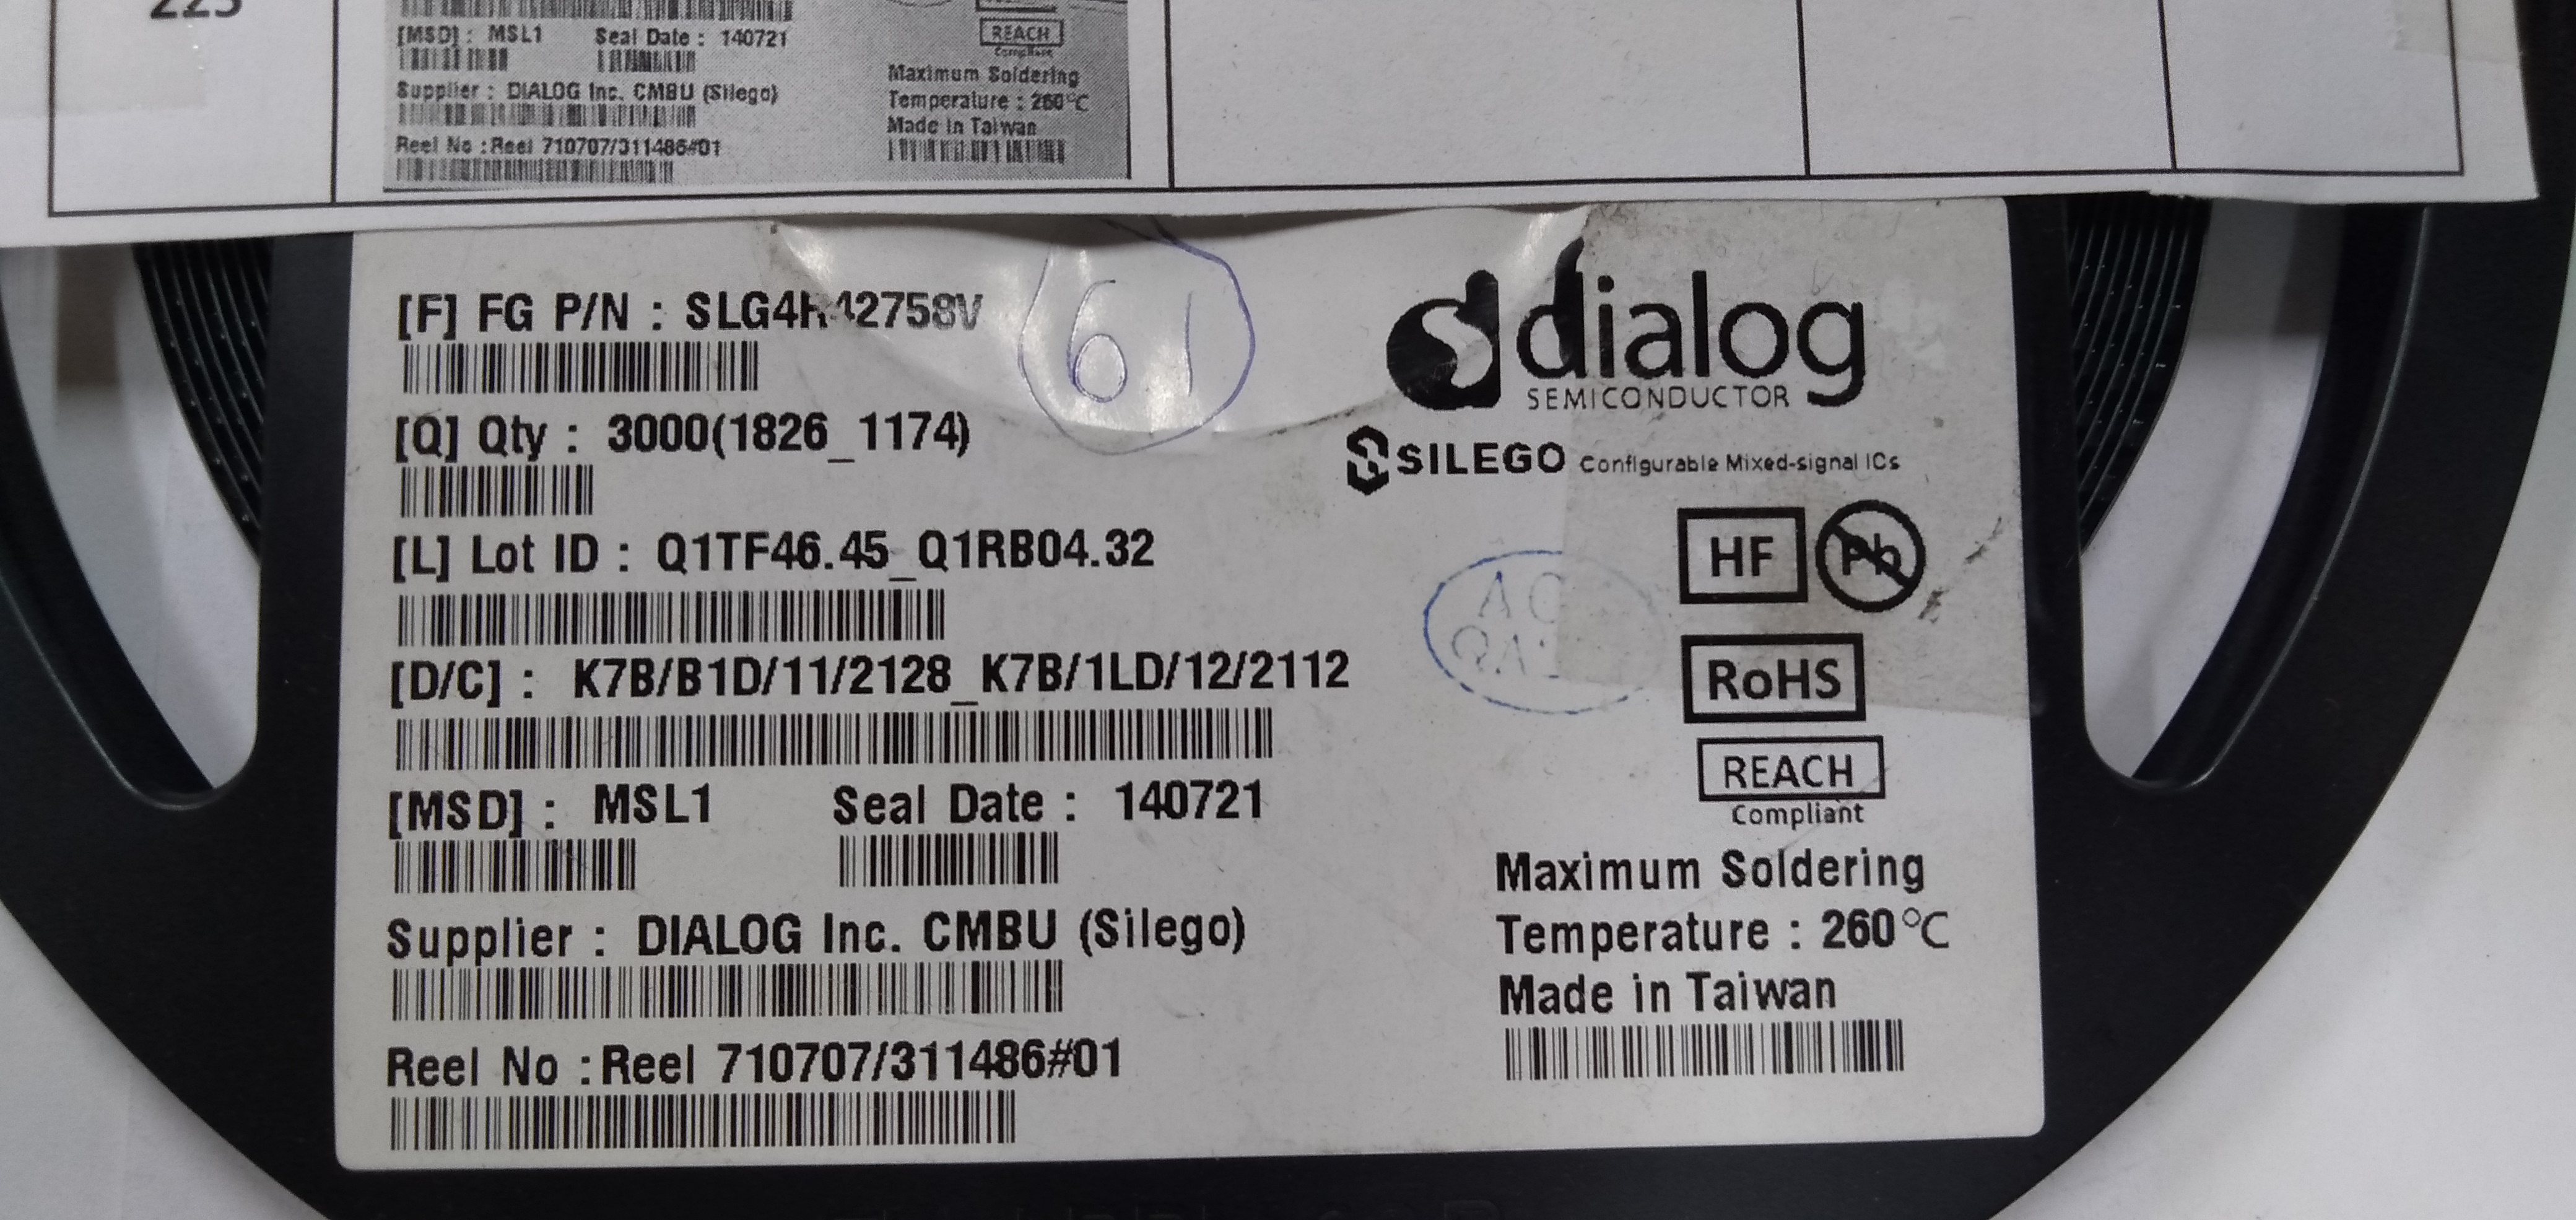 225
[MSD] : MSL1 Seal Date : 140721
REACH
Compliant
Supplier : DIALOG Inc. CMBU (Silego)
Maximum Soldering
Temperature : 260°C
Made in Taiwan
Reel No :Reel 710707/311486#01
[F] FG P/N :
61
[Q] Qty : 3000(1826_1174)
[L] Lot ID : Q1TF46.45_Q1RB04.32
[D/C] : K7B/B1D/11/2128_K7B/1LD/12/2112
[MSD] : MSL1 Seal Date : 140721
Supplier : DIALOG Inc. CMBU (Silego)
Reel No :Reel 710707/311486#01
dialog
SEMICONDUCTOR
SILEGO Configurable Mixed-signal ICs
HF Pb
RoHS
REACH
Compliant
Maximum Soldering
Temperature : 260°C
Made in Taiwan